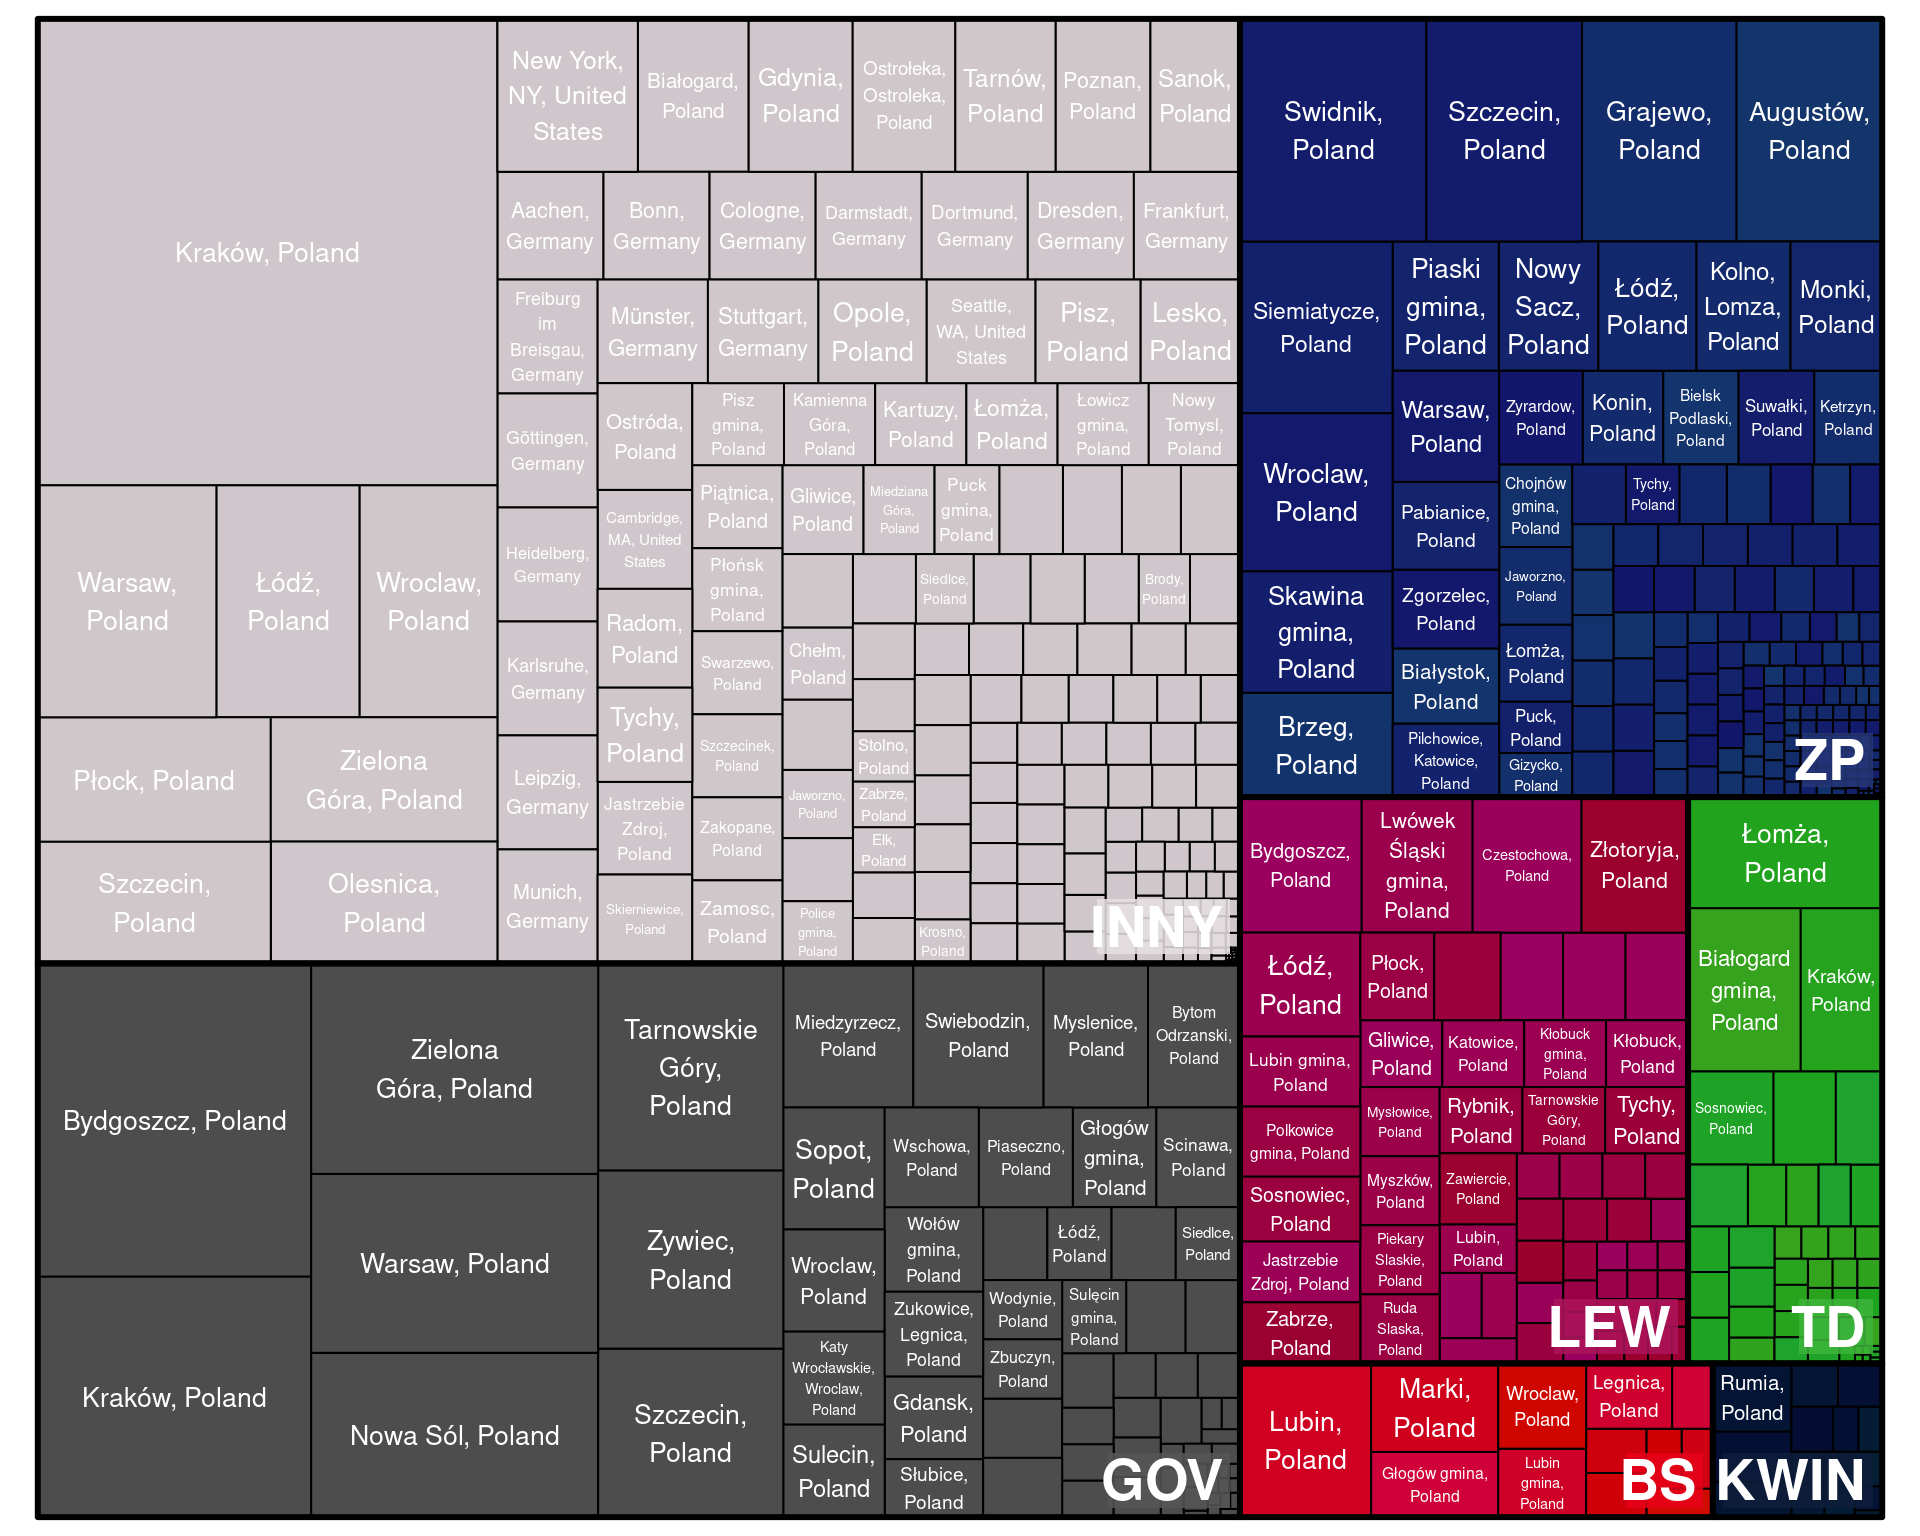 Kraków, Poland
New York,
NY, United
States
Białogard,
Poland
Gdynia,
Poland
Ostrołeka,
Ostroleka,
Poland
Tarnów,
Poland
Poznan,
Poland
Sanok,
Poland
Aachen,
Germany
Bonn,
Germany
Cologne,
Germany
Darmstadt,
Germany
Dortmund,
Germany
Dresden,
Germany
Frankfurt,
Germany
Freiburg
im
Breisgau,
Germany
Münster,
Germany
Stuttgart,
Germany
Opole,
Poland
Seattle,
WA, United
States
Pisz,
Poland
Lesko,
Poland
Göttingen,
Germany
Ostróda,
Poland
Pisz
gmina,
Poland
Kamienna
Góra,
Poland
Kartuzy,
Poland
Łomża,
Poland
Łowicz
gmina,
Poland
Nowy
Tomysl,
Poland
Heidelberg,
Germany
Cambridge,
MA, United
States
Piątnica,
Poland
Gliwice,
Poland
Miedziana
Góra,
Poland
Puck
gmina,
Poland
Warsaw,
Poland
Łódź,
Poland
Wroclaw,
Poland
Karlsruhe,
Germany
Radom,
Poland
Płońsk
gmina,
Poland
Siedlce,
Poland
Brody,
Poland
Swarzewo,
Poland
Chełm,
Poland
Płock, Poland
Zielona
Góra, Poland
Leipzig,
Germany
Tychy,
Poland
Szczecinek,
Poland
Stolno,
Poland
Jastrzebie
Zdroj,
Poland
Zakopane,
Poland
Jaworzno,
Poland
Zabrze,
Poland
Ełk,
Poland
Szczecin,
Poland
Olesnica,
Poland
Munich,
Germany
Skierniewice,
Poland
Zamosc,
Poland
Police
gmina,
Poland
Krosno,
Poland
INNY
Swidnik,
Poland
Szczecin,
Poland
Grajewo,
Poland
Augustów,
Poland
Siemiatycze,
Poland
Piaski
gmina,
Poland
Nowy
Sacz,
Poland
Łódź,
Poland
Kolno,
Lomza,
Poland
Monki,
Poland
Wroclaw,
Poland
Warsaw,
Poland
Zyrardow,
Poland
Konin,
Poland
Bielsk
Podlaski,
Poland
Suwałki,
Poland
Ketrzyn,
Poland
Pabianice,
Poland
Chojnów
gmina,
Poland
Tychy,
Poland
Skawina
gmina,
Poland
Zgorzelec,
Poland
Jaworzno,
Poland
Białystok,
Poland
Łomża,
Poland
Brzeg,
Poland
Pilchowice,
Katowice,
Poland
Puck,
Poland
Gizycko,
Poland
ZP
Bydgoszcz, Poland
Zielona
Góra, Poland
Tarnowskie
Góry,
Poland
Miedzyrzecz,
Poland
Swiebodzin,
Poland
Myslenice,
Poland
Bytom
Odrzanski,
Poland
Sopot,
Poland
Wschowa,
Poland
Piaseczno,
Poland
Głogów
gmina,
Poland
Scinawa,
Poland
Kraków, Poland
Warsaw, Poland
Nowa Sól, Poland
Zywiec,
Poland
Szczecin,
Poland
Wroclaw,
Poland
Wołów
gmina,
Poland
Łódź,
Poland
Siedlce,
Poland
Katy
Wrocławskie,
Wroclaw,
Poland
Zukowice,
Legnica,
Poland
Wodynie,
Poland
Sulęcin
gmina,
Poland
Zbuczyn,
Poland
Sulecin,
Poland
Gdansk,
Poland
Słubice,
Poland
GOV
Bydgoszcz,
Poland
Lwówek
Śląski
gmina,
Poland
Czestochowa,
Poland
Złotoryja,
Poland
Łódź,
Poland
Płock,
Poland
Lubin gmina,
Poland
Gliwice,
Poland
Katowice,
Poland
Kłobuck
gmina,
Poland
Kłobuck,
Poland
Polkowice
gmina, Poland
Mysłowice,
Poland
Rybnik,
Poland
Tarnowskie
Góry,
Poland
Tychy,
Poland
Sosnowiec,
Poland
Myszków,
Poland
Zawiercie,
Poland
Jastrzebie
Zdroj, Poland
Piekary
Slaskie,
Poland
Lubin,
Poland
Zabrze,
Poland
Ruda
Slaska,
Poland
LEW
Łomża,
Poland
Białogard
gmina,
Poland
Kraków,
Poland
Sosnowiec,
Poland
TD
Lubin,
Poland
Marki,
Poland
Wroclaw,
Poland
Legnica,
Poland
Głogów gmina,
Poland
Lubin
gmina,
Poland
BS
Rumia,
Poland
KWIN